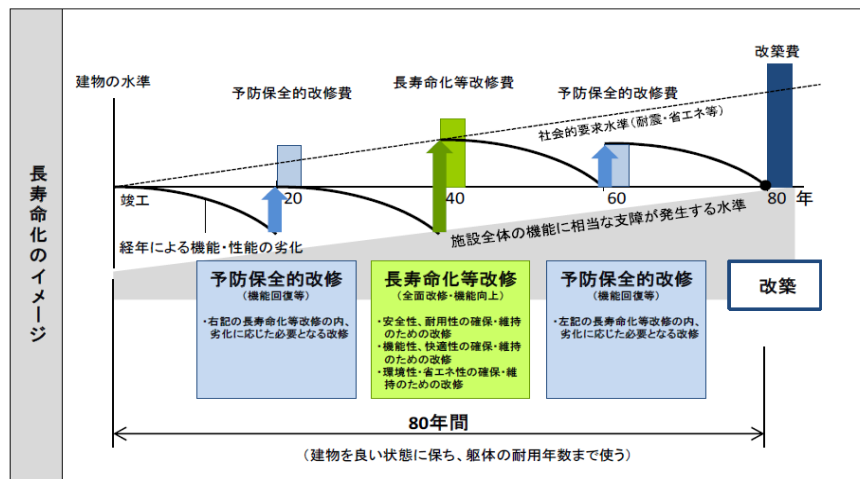 長寿命化のイメージ
建物の水準
予防保全的改修費
長寿命化等改修費
予防保全的改修費
改築費
社会的要求水準(耐震・省エネ等)
竣工
20
40
60
80 年
経年による機能・性能の劣化
施設全体の機能に相当な支障が発生する水準
予防保全的改修
(機能回復等)
・右記の長寿命化等改修の内、
劣化に応じた必要となる改修
長寿命化等改修
(全面改修・機能向上)
・安全性、耐用性の確保・維持
のための改修
・機能性、快適性の確保・維持
のための改修
・環境性・省エネ性の確保・維
持のための改修
予防保全的改修
(機能回復等)
・左記の長寿命化等改修の内、
劣化に応じた必要となる改修
改築
80年間
(建物を良い状態に保ち、躯体の耐用年数まで使う)